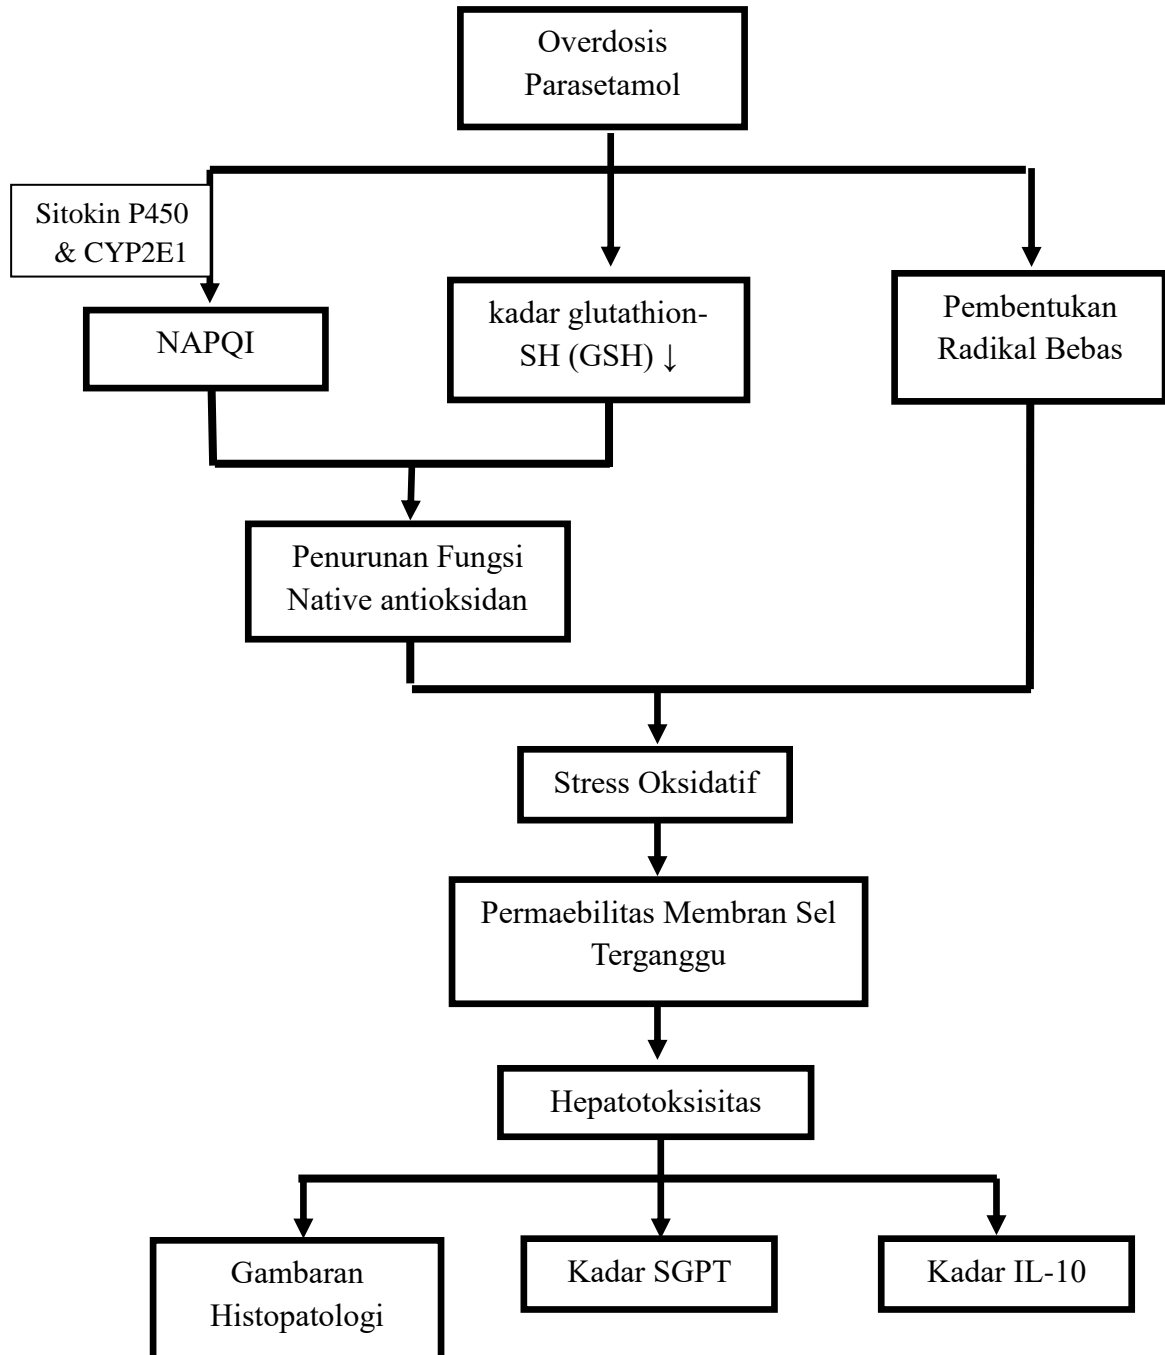 Overdosis
Parasetamol
Sitokin P450
& CYP2E1
NAPQI
kadar glutathion-
SH (GSH) ↓
Pembentukan
Radikal Bebas
Penurunan Fungsi
Native antioksidan
Stress Oksidatif
Permaebilitas Membran Sel
Terganggu
Hepatotoksisitas
Gambaran
Histopatologi
Kadar SGPT
Kadar IL-10